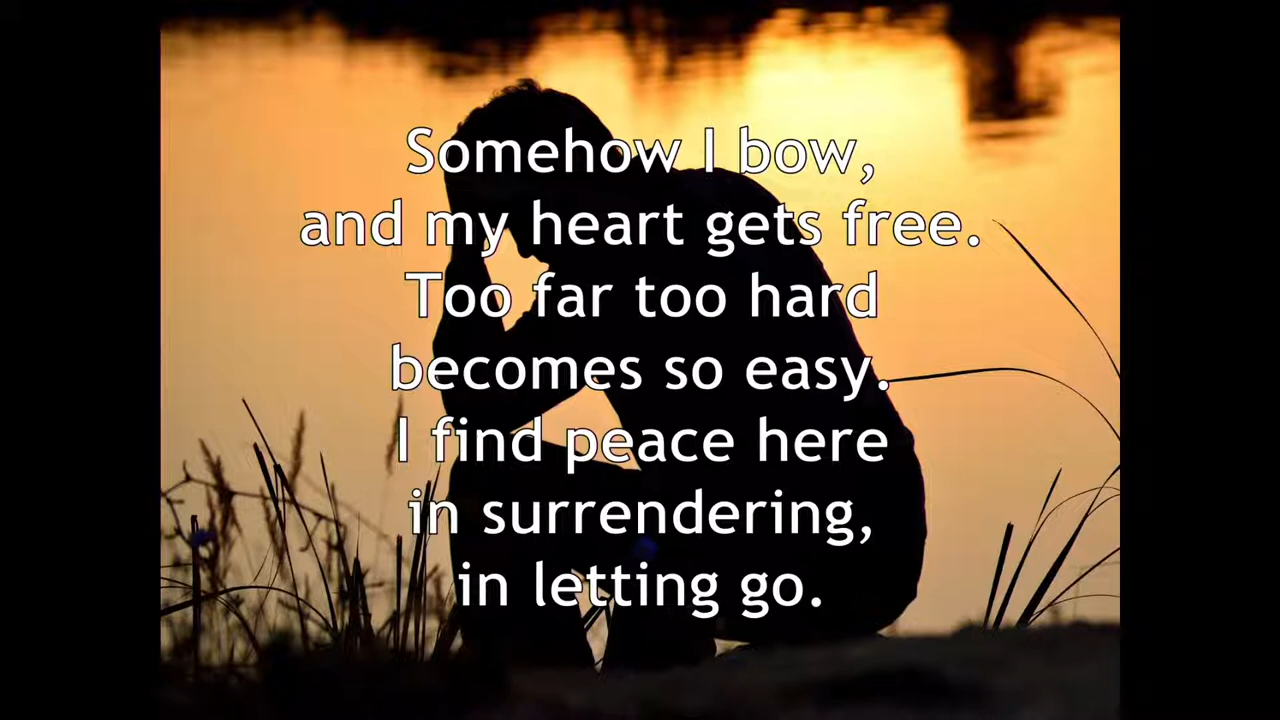 Somehow I bow,
and my heart gets free.
Too far too hard
becomes so easy.
I find peace here
in surrendering,
in letting go.